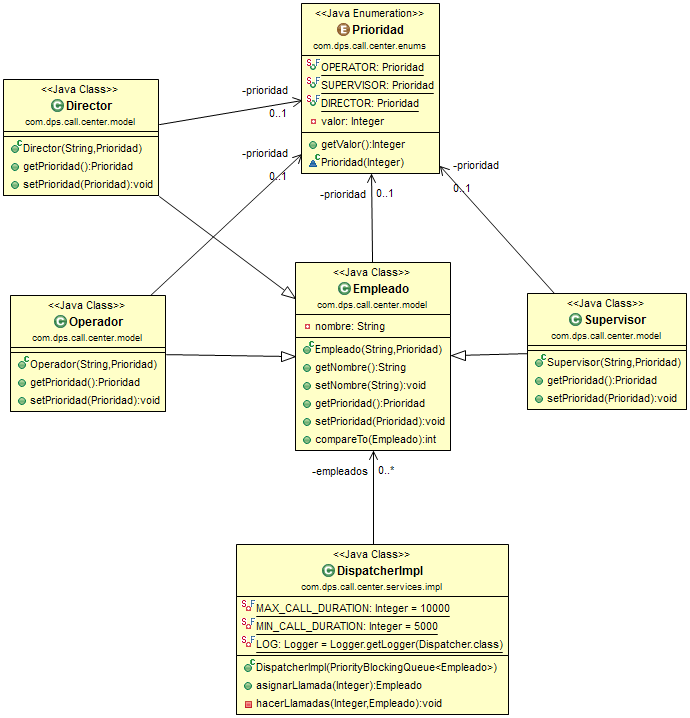 <<Java Enumeration>>
E Prioridad
com.dps.call.center.enums
S F OPERATOR: Prioridad
S F SUPERVISOR: Prioridad
S F DIRECTOR: Prioridad
valor: Integer
getValor():Integer
C Prioridad(Integer)
<<Java Class>>
C Director
com.dps.call.center.model
C Director(String,Prioridad)
getPrioridad():Prioridad
setPrioridad(Prioridad):void
-prioridad
0..1
-prioridad
0..1
-prioridad
0..1
-prioridad
0..1
<<Java Class>>
C Empleado
com.dps.call.center.model
nombre: String
C Empleado(String,Prioridad)
getNombre():String
setNombre(String):void
getPrioridad():Prioridad
setPrioridad(Prioridad):void
compareTo(Empleado):int
<<Java Class>>
C Operador
com.dps.call.center.model
C Operador(String,Prioridad)
getPrioridad():Prioridad
setPrioridad(Prioridad):void
<<Java Class>>
C Supervisor
com.dps.call.center.model
C Supervisor(String,Prioridad)
getPrioridad():Prioridad
setPrioridad(Prioridad):void
-empleados
0..*
<<Java Class>>
C DispatcherImpl
com.dps.call.center.services.impl
S F MAX_CALL_DURATION: Integer = 10000
S F MIN_CALL_DURATION: Integer = 5000
S F LOG: Logger = Logger.getLogger(Dispatcher.class)
C DispatcherImpl(PriorityBlockingQueue<Empleado>)
asignarLlamada(Integer):Empleado
hacerLlamadas(Integer,Empleado):void